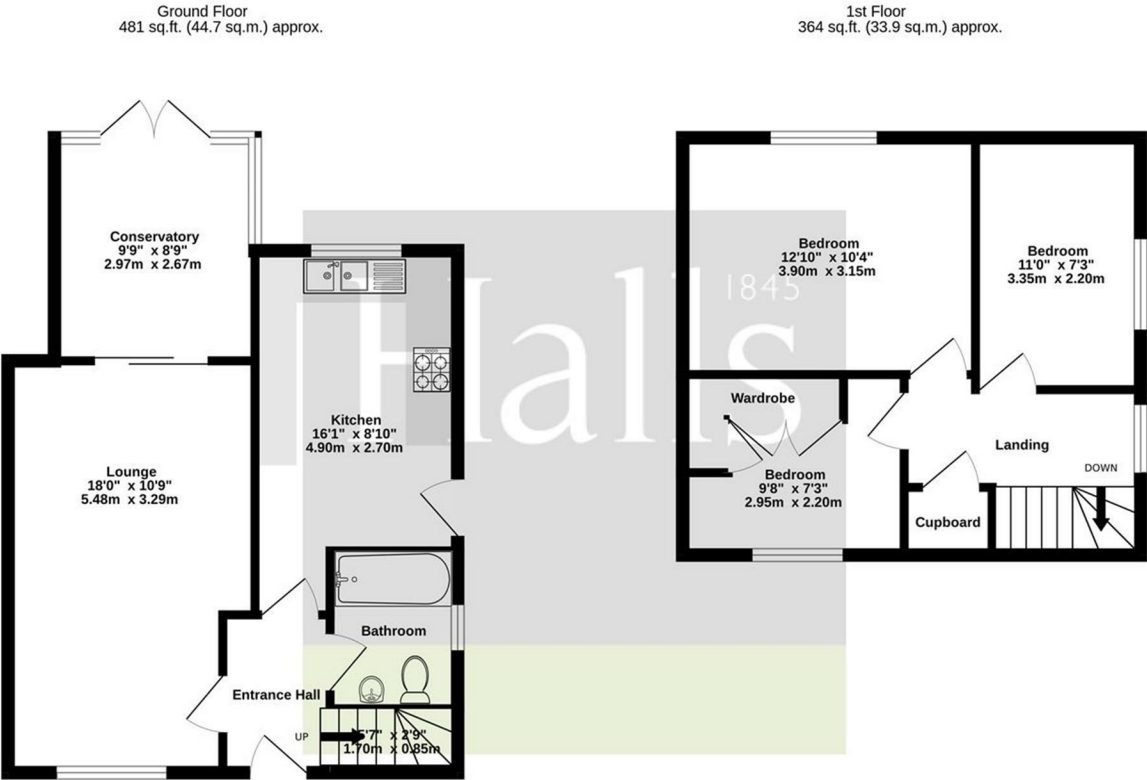 Ground Floor
481 sq.ft. (44.7 sq.m.) approx.
1st Floor
364 sq.ft. (33.9 sq.m.) approx.
Conservatory
9'9" x 8'9"
2.97m x 2.67m
Kitchen
16'1" x 8'10"
4.90m x 2.70m
Lounge
18'0" x 10'9"
5.48m x 3.29m
Bathroom
Entrance Hall
UP
5'7" x 2'9"
1.70m x 0.85m
Halls
1845
Bedroom
12'10" x 10'4"
3.90m x 3.15m
Bedroom
11'0" x 7'3"
3.35m x 2.20m
Wardrobe
Bedroom
9'8" x 7'3"
2.95m x 2.20m
Landing
DOWN
Cupboard